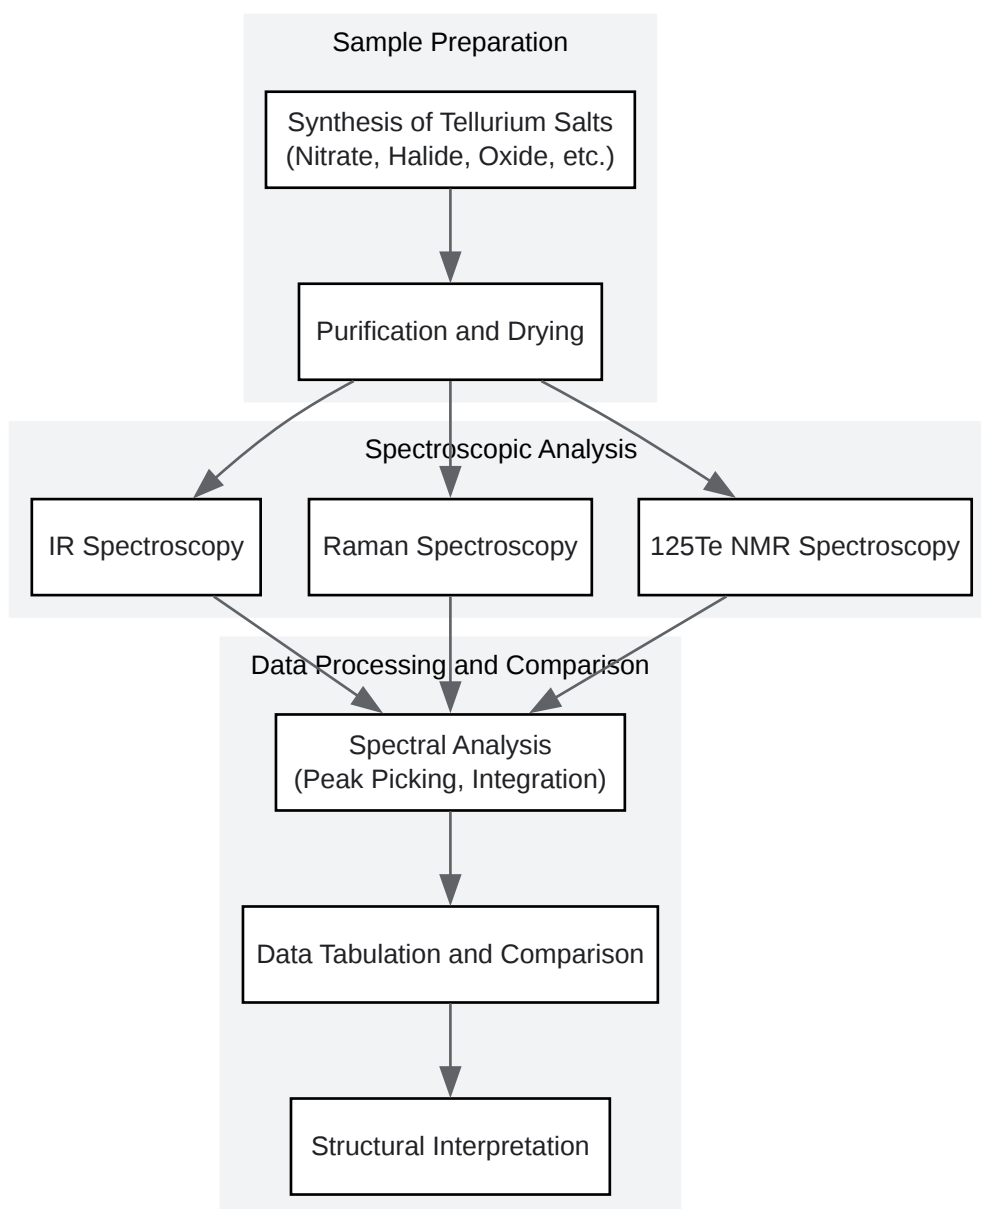 Sample Preparation
Synthesis of Tellurium Salts
(Nitrate, Halide, Oxide, etc.)
Purification and Drying
Spectroscopic Analysis
IR Spectroscopy
Raman Spectroscopy
125Te NMR Spectroscopy
Data Processing and Comparison
Spectral Analysis
(Peak Picking, Integration)
Data Tabulation and Comparison
Structural Interpretation